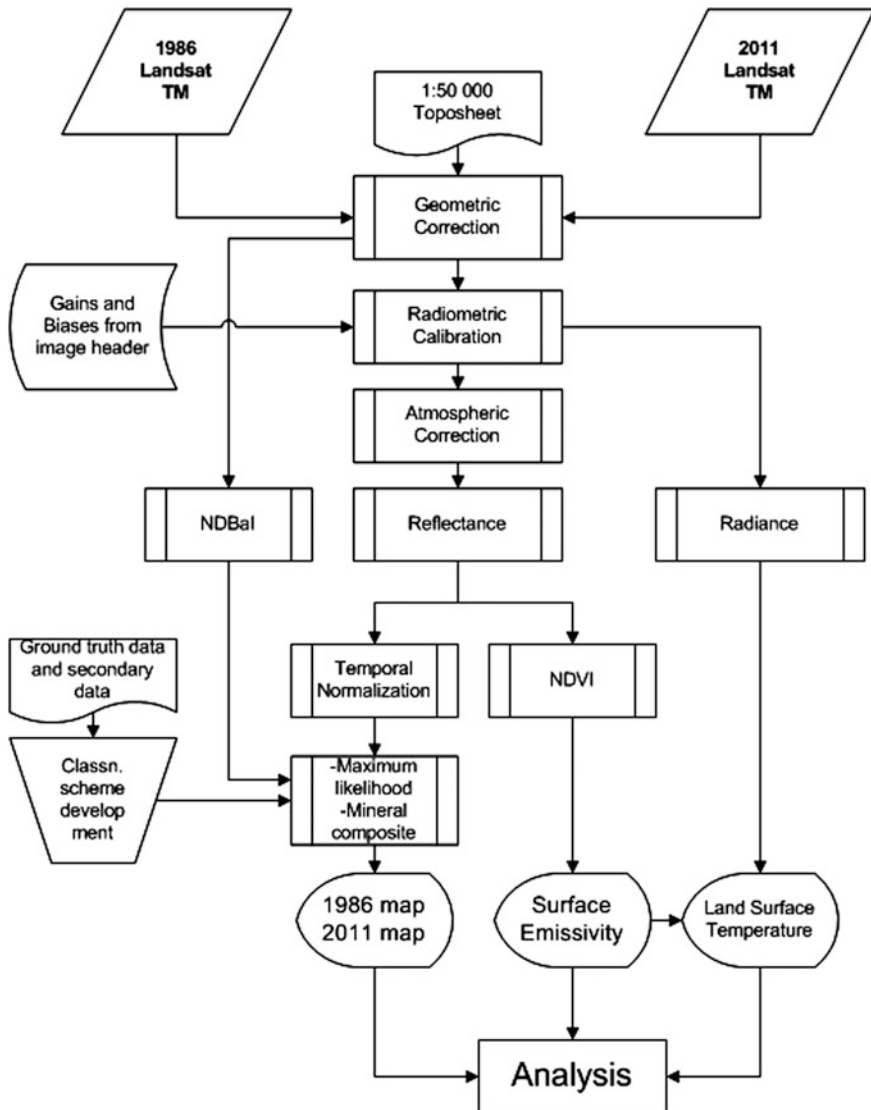 1986
Landsat
TM
2011
Landsat
TM
1:50 000
Toposheet
Geometric
Correction
Gains and
Biases from
image header
Radiometric
Calibration
Atmospheric
Correction
NDBaI
Reflectance
Radiance
Ground truth data
and secondary
data
Temporal
Normalization
NDVI
Classn.
scheme
develop
ment
-Maximum
likelihood
-Mineral
composite
1986 map
2011 map
Surface
Emissivity
Land Surface
Temperature
Analysis